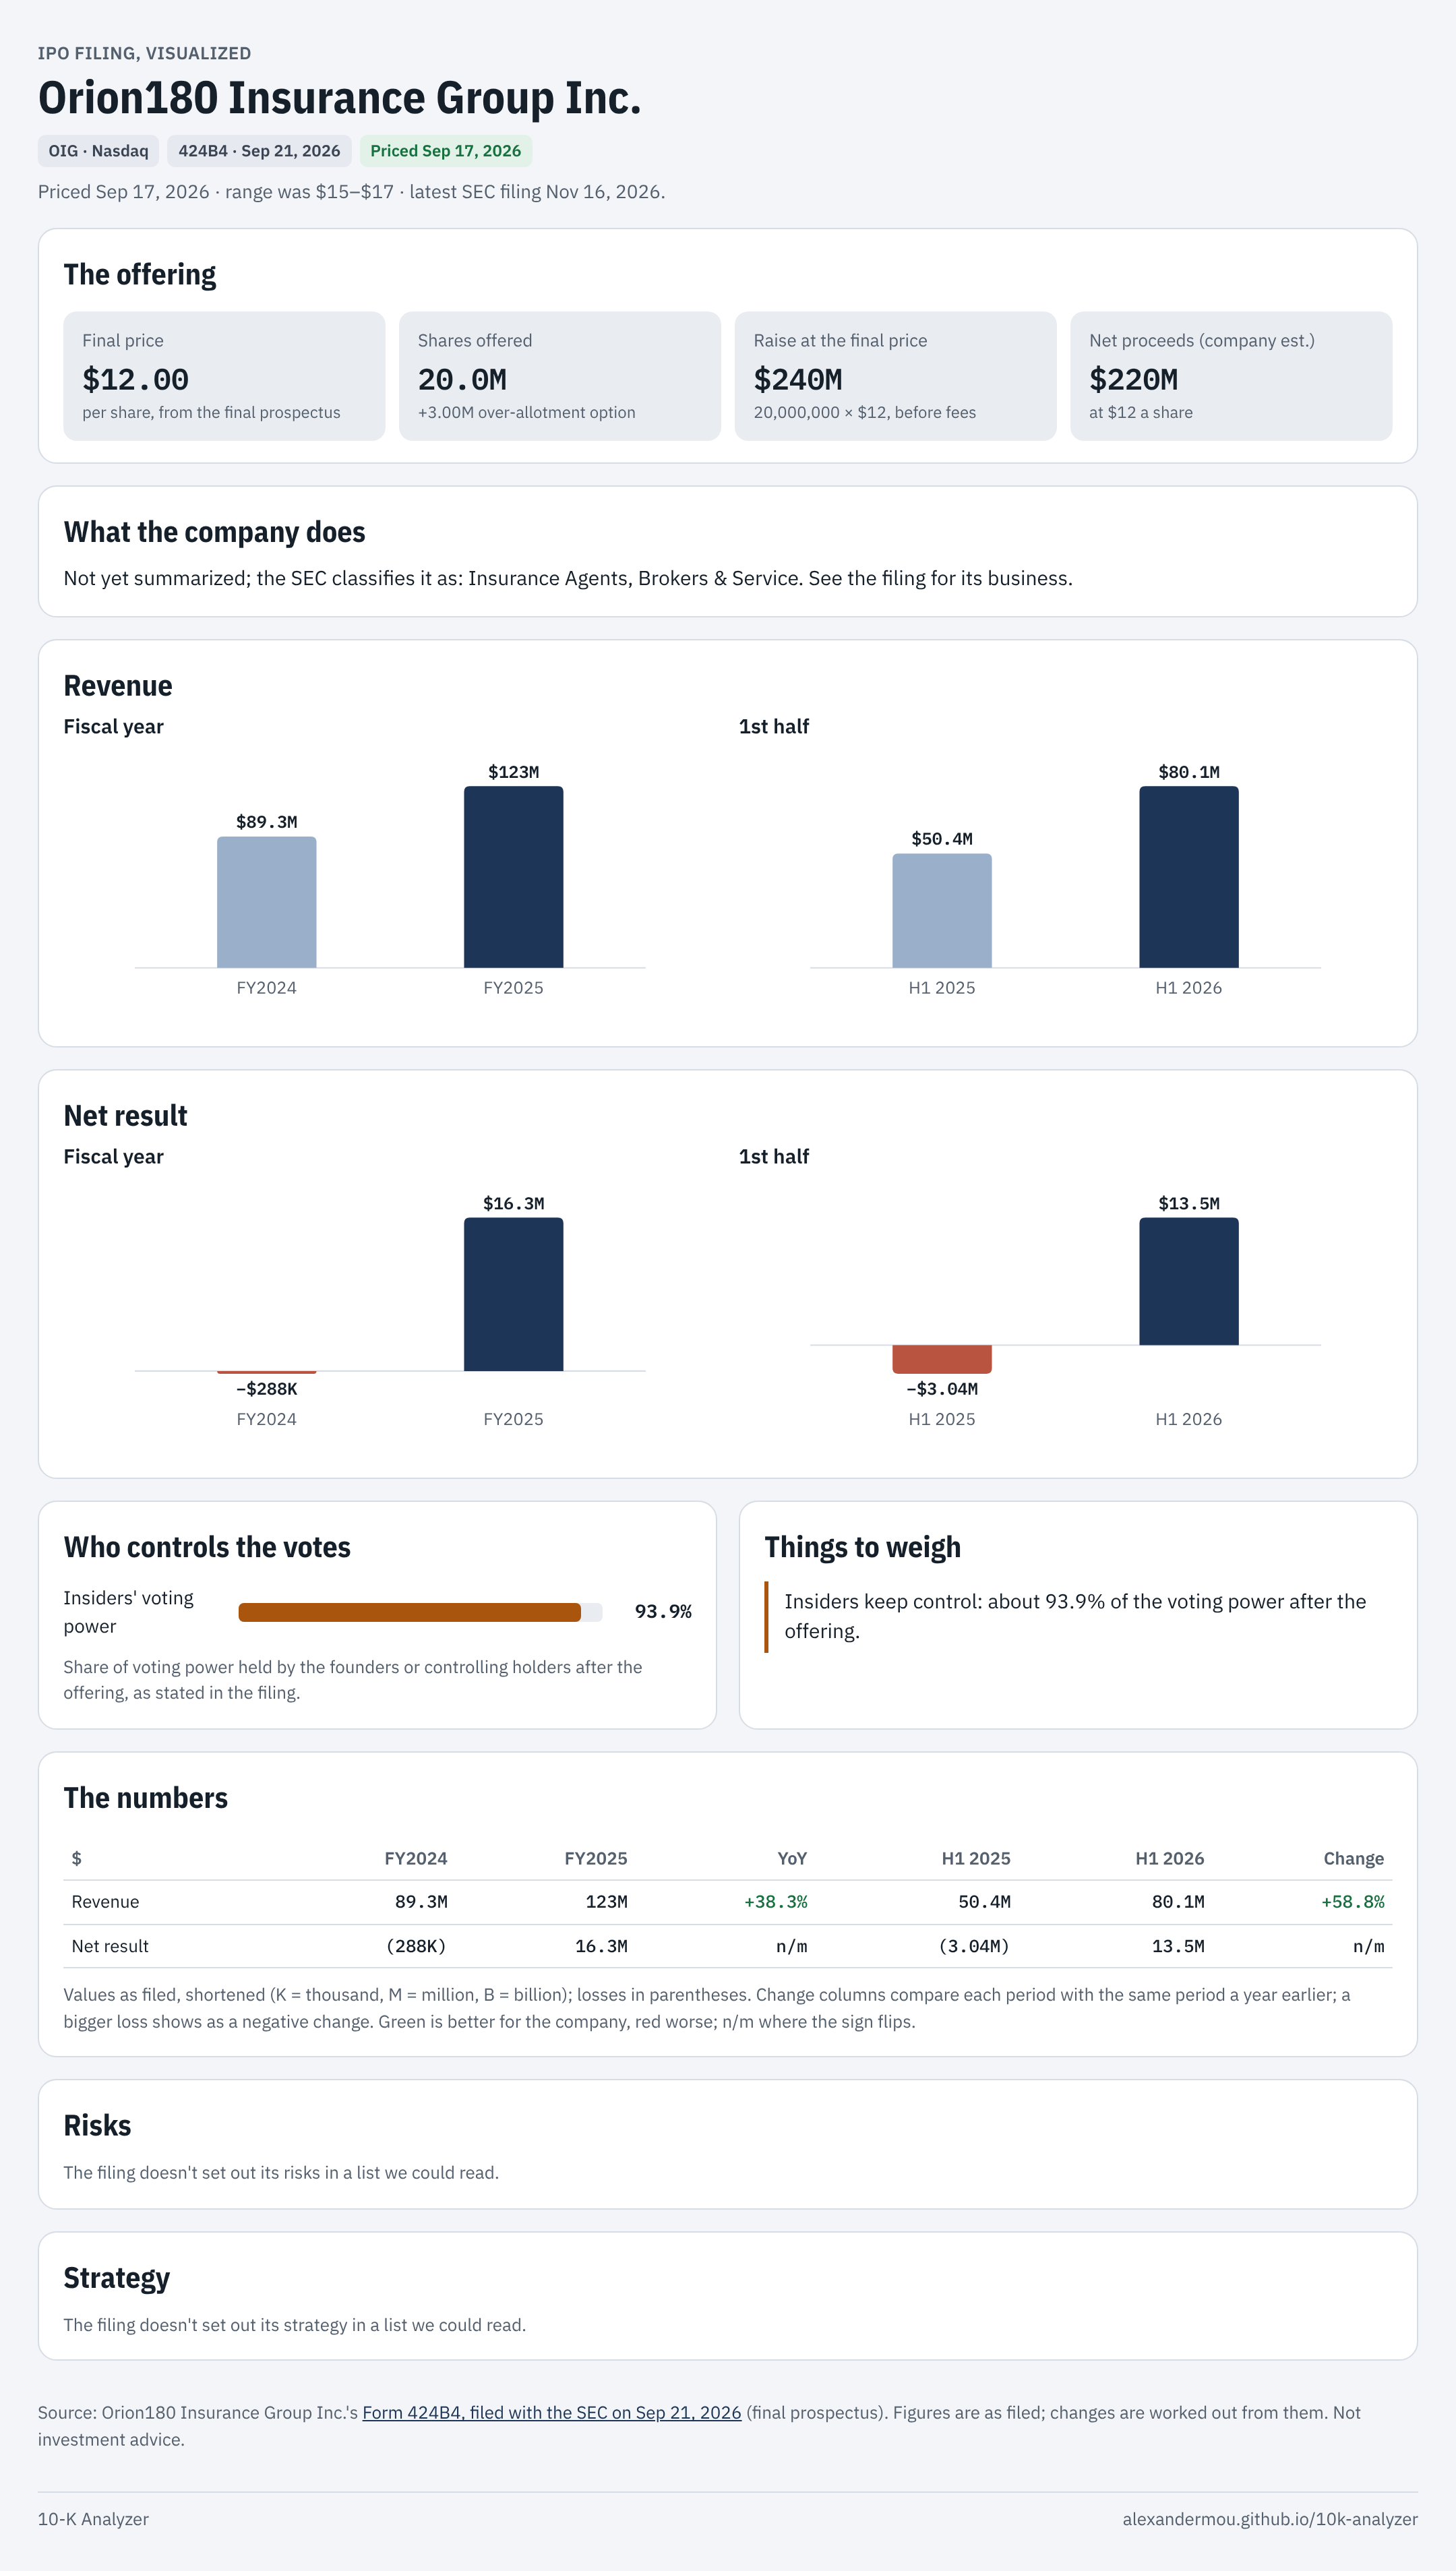 IPO FILING, VISUALIZED
Orion180 Insurance Group Inc.
OIG · Nasdaq 424B4 · Sep 21, 2026 Priced Sep 17, 2026
Priced Sep 17, 2026 · range was $15–$17 · latest SEC filing Nov 16, 2026.
The offering
Final price
$12.00
per share, from the final prospectus
Shares offered
20.0M
+3.00M over-allotment option
Raise at the final price
$240M
20,000,000 × $12, before fees
Net proceeds (company est.)
$220M
at $12 a share
What the company does
Not yet summarized; the SEC classifies it as: Insurance Agents, Brokers & Service. See the filing for its business.
Revenue
Fiscal year
$89.3M
$123M
FY2024 FY2025
1st half
$50.4M
$80.1M
H1 2025 H1 2026
Net result
Fiscal year
$16.3M
−$288K
FY2024 FY2025
1st half
$13.5M
−$3.04M
H1 2025 H1 2026
Who controls the votes
Insiders' voting
power
93.9%
Share of voting power held by the founders or controlling holders after the
offering, as stated in the filing.
Things to weigh
Insiders keep control: about 93.9% of the voting power after the
offering.
The numbers
$ FY2024 FY2025 YoY H1 2025 H1 2026 Change
Revenue 89.3M 123M +38.3% 50.4M 80.1M +58.8%
Net result (288K) 16.3M n/m (3.04M) 13.5M n/m
Values as filed, shortened (K = thousand, M = million, B = billion); losses in parentheses. Change columns compare each period with the same period a year earlier; a
bigger loss shows as a negative change. Green is better for the company, red worse; n/m where the sign flips.
Risks
The filing doesn't set out its risks in a list we could read.
Strategy
The filing doesn't set out its strategy in a list we could read.
Source: Orion180 Insurance Group Inc.'s Form 424B4, filed with the SEC on Sep 21, 2026 (final prospectus). Figures are as filed; changes are worked out from them. Not
investment advice.
10-K Analyzer
alexandermou.github.io/10k-analyzer